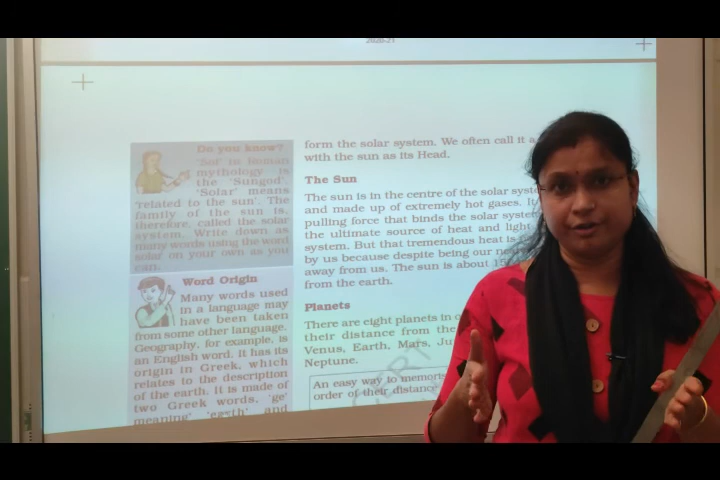 2020-21
Do you know?
'Sol' in Roman
mythology is
the 'Sungod'.
'Solar' means
'related to the sun'. The
family of the sun is,
therefore, called the solar
system. Write down as
many words using the word
solar on your own as you
can.
Word Origin
Many words used
in a language may
have been taken
from some other language.
Geography, for example, is
an English word. It has its
origin in Greek, which
relates to the description
of the earth. It is made of
two Greek words, 'ge'
meaning 'earth' and
form the solar system. We often call it a
with the sun as its Head.
The Sun
The sun is in the centre of the solar
and made up of extremely hot gases. It
pulling force that binds the solar
the ultimate source of heat and light
system. But that tremendous heat is
by us because despite being our
away from us. The sun is about
from the earth.
Planets
There are eight planets in
their distance from the
Venus, Earth, Mars,
Neptune.
An easy way to
order of their